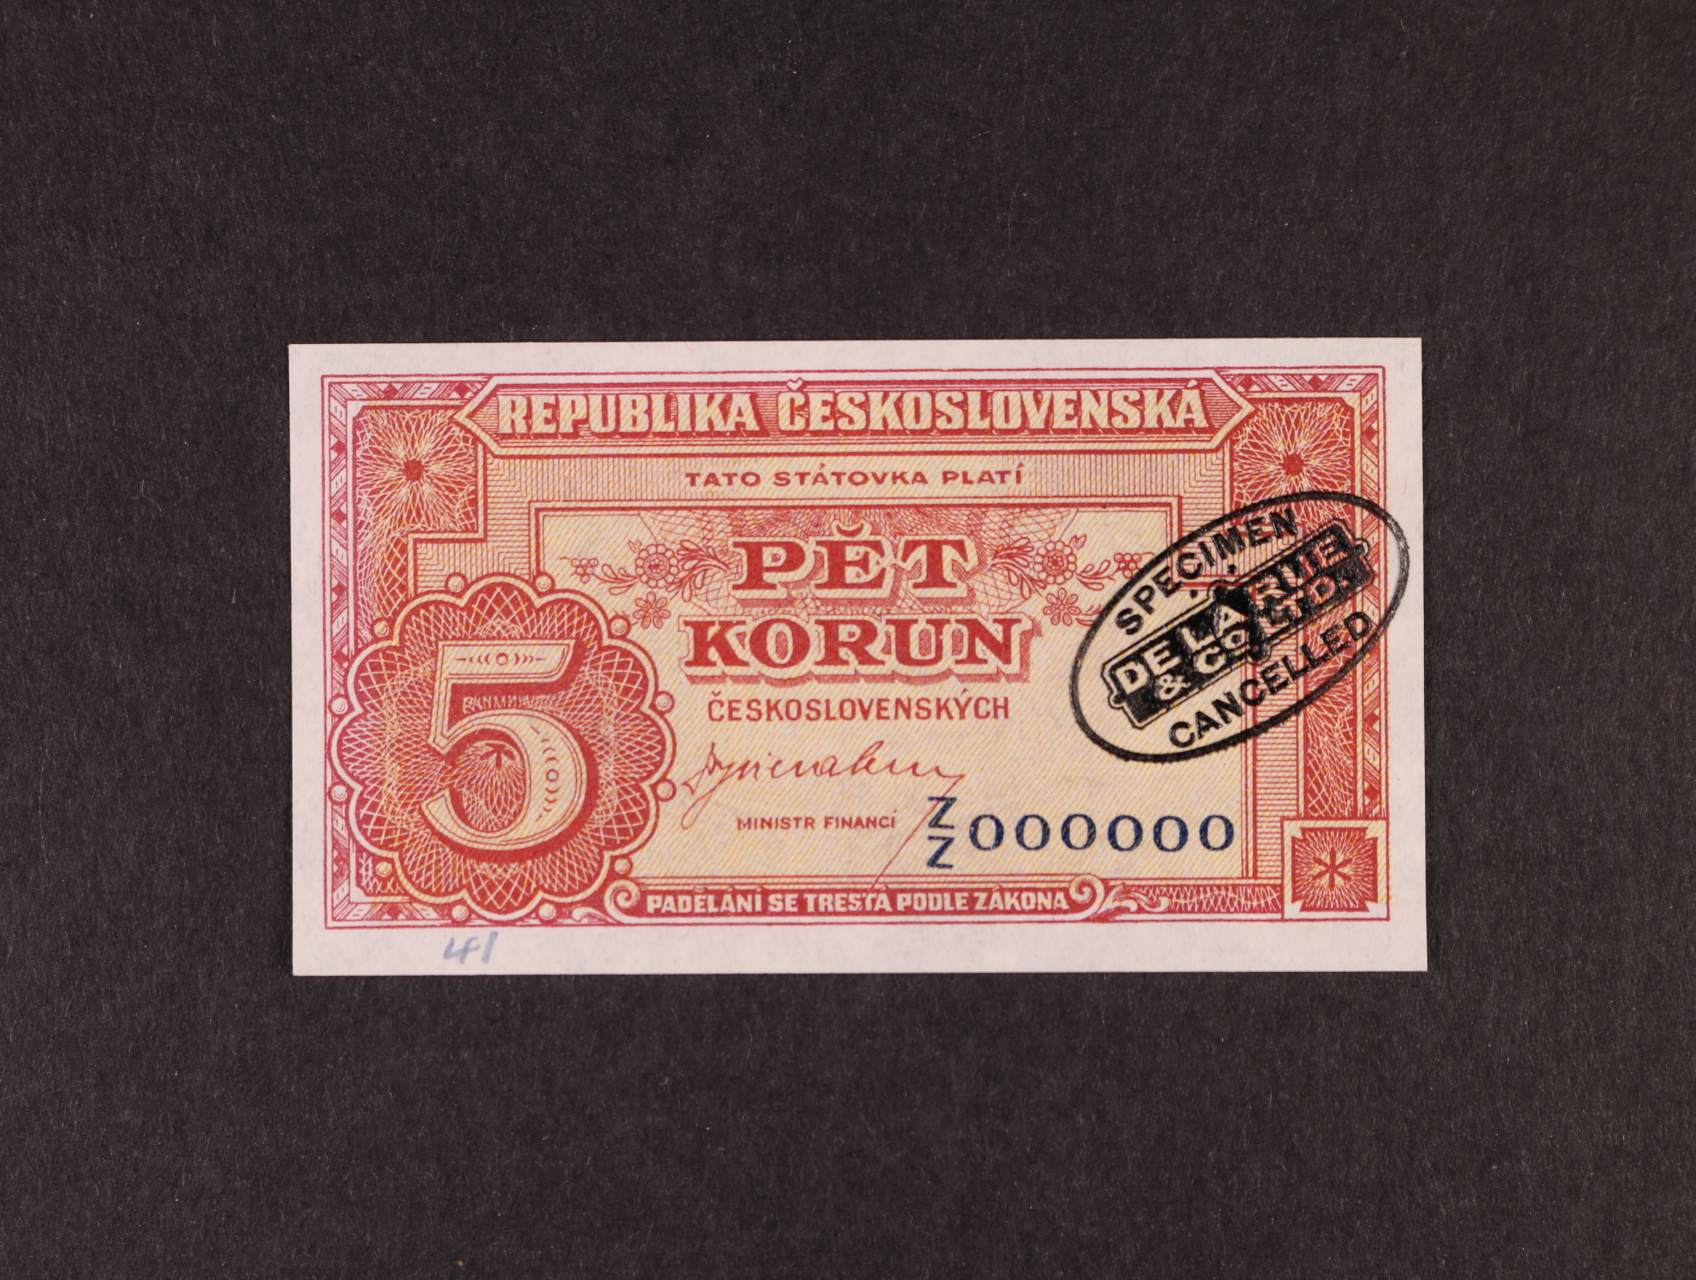 REPUBLIKA ČESKOSLOVENSKÁ
TATO STÁTOVKA PLATÍ
PĚT
KORUN
ČESKOSLOVENSKÝCH
5
MINISTR FINANCÍ
Z/Z 000000
PADĚLÁNÍ SE TRESTÁ PODLE ZÁKONA
SPECIMEN
DE LA RUE
& CO. LTD.
CANCELLED
41